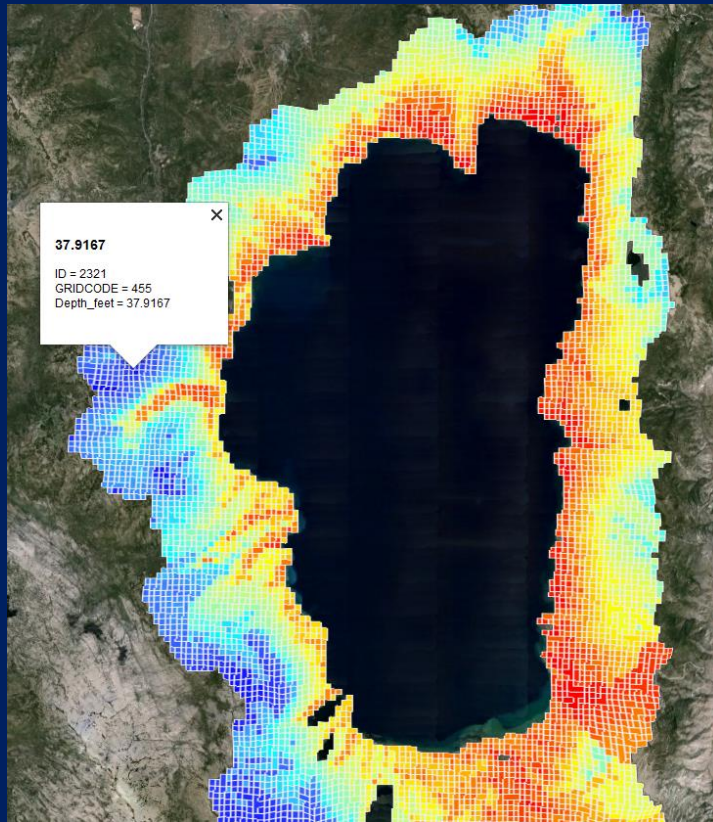 37.9167
ID = 2321
GRIDCODE = 455
Depth_feet = 37.9167